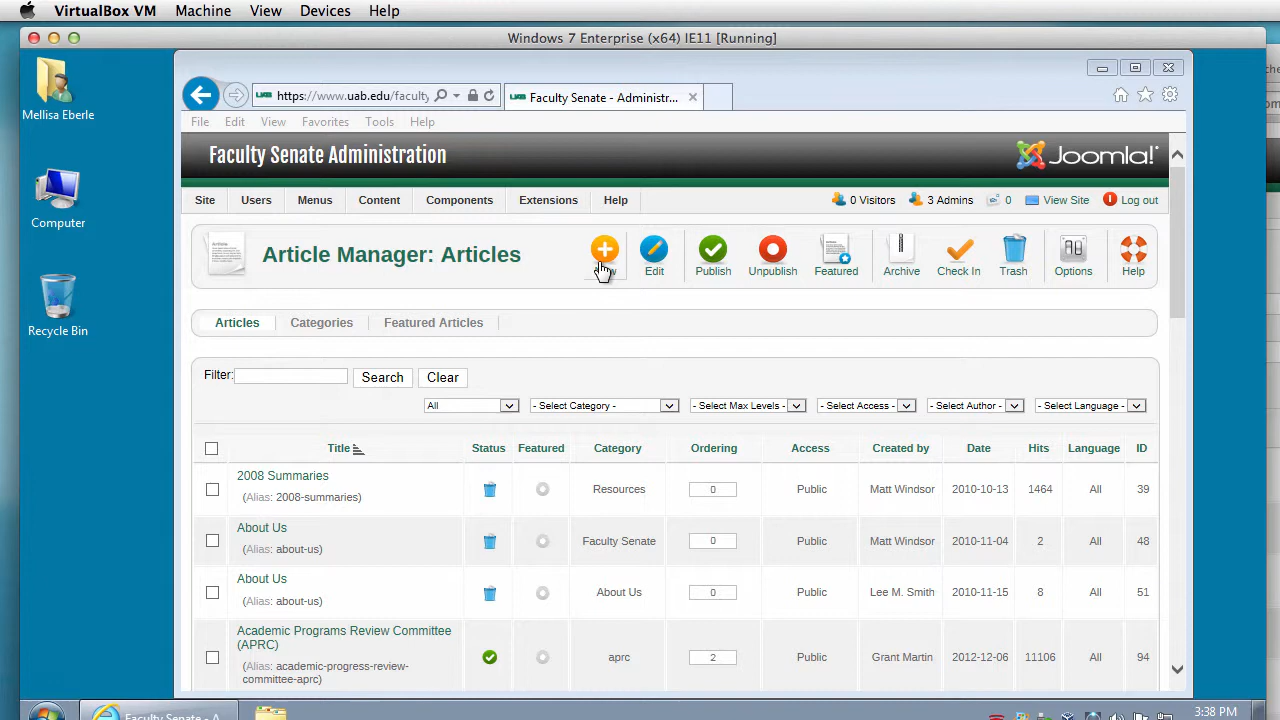 VirtualBox VM Machine View Devices Help
Windows 7 Enterprise (x64) IE11 [Running]
Mellisa Eberle
Computer
Recycle Bin
https://www.uab.edu/faculty
Faculty Senate - Administr...
File Edit View Favorites Tools Help
Faculty Senate Administration
Joomla!
Site Users Menus Content Components Extensions Help
0 Visitors 3 Admins 0 View Site Log out
Article Manager: Articles
Edit Publish Unpublish Featured Archive Check In Trash Options Help
Articles Categories Featured Articles
Filter: Search Clear
All - Select Category - - Select Max Levels - - Select Access - - Select Author - - Select Language -
Title Status Featured Category Ordering Access Created by Date Hits Language ID
2008 Summaries
(Alias: 2008-summaries)
Resources 0 Public Matt Windsor 2010-10-13 1464 All 39
About Us
(Alias: about-us)
Faculty Senate 0 Public Matt Windsor 2010-11-04 2 All 48
About Us
(Alias: about-us)
About Us 0 Public Lee M. Smith 2010-11-15 8 All 51
Academic Programs Review Committee
(APRC)
(Alias: academic-progress-review-
committee-aprc)
aprc 2 Public Grant Martin 2012-12-06 11106 All 94
Faculty Senate - A
3:38 PM